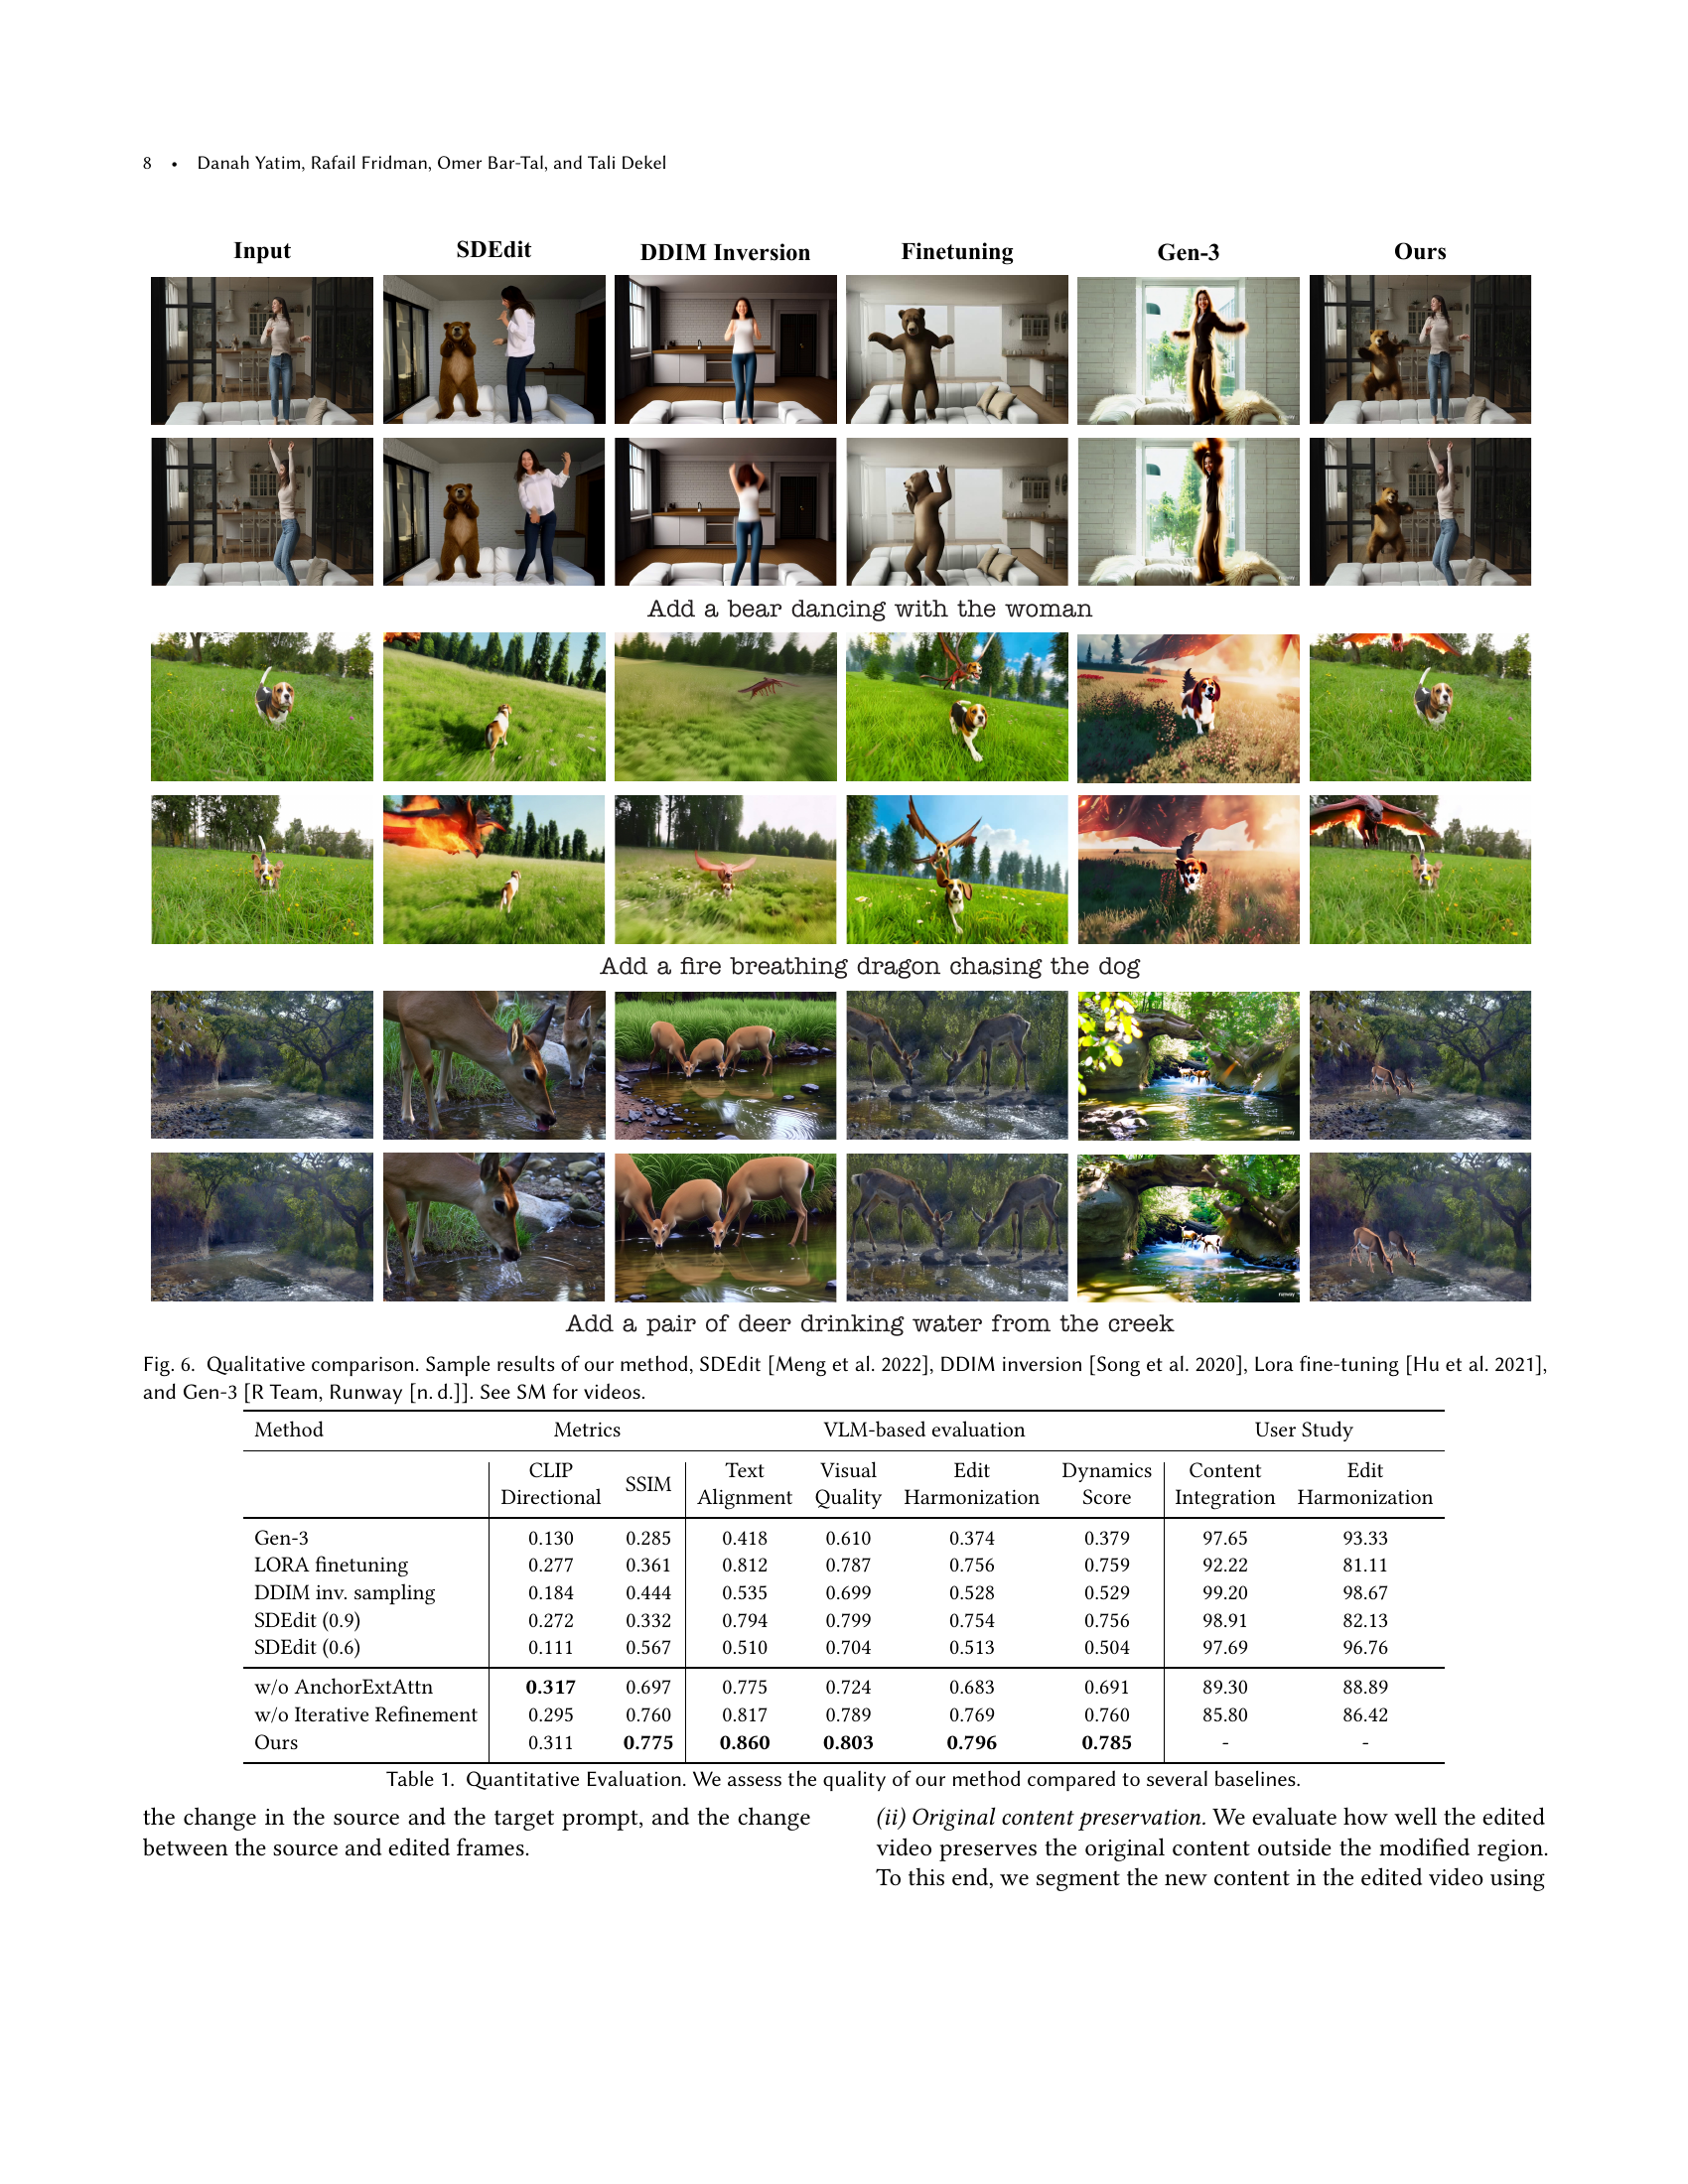 8 • Danah Yatim, Rafail Fridman, Omer Bar-Tal, and Tali Dekel
Input SDEdit DDIM Inversion Finetuning Gen-3 Ours
runway
runway
Add a bear dancing with the woman
Add a fire breathing dragon chasing the dog
runway
runway
Add a pair of deer drinking water from the creek
Fig. 6. Qualitative comparison. Sample results of our method, SDEdit [Meng et al. 2022], DDIM inversion [Song et al. 2020], Lora fine-tuning [Hu et al. 2021],
and Gen-3 [R Team, Runway [n. d.]]. See SM for videos.
Method Metrics VLM-based evaluation User Study
CLIP Directional SSIM Text Alignment Visual Quality Edit Harmonization Dynamics Score Content Integration Edit Harmonization
Gen-3 0.130 0.285 0.418 0.610 0.374 0.379 97.65 93.33
LORA finetuning 0.277 0.361 0.812 0.787 0.756 0.759 92.22 81.11
DDIM inv. sampling 0.184 0.444 0.535 0.699 0.528 0.529 99.20 98.67
SDEdit (0.9) 0.272 0.332 0.794 0.799 0.754 0.756 98.91 82.13
SDEdit (0.6) 0.111 0.567 0.510 0.704 0.513 0.504 97.69 96.76
w/o AnchorExtAttn 0.317 0.697 0.775 0.724 0.683 0.691 89.30 88.89
w/o Iterative Refinement 0.295 0.760 0.817 0.789 0.769 0.760 85.80 86.42
Ours 0.311 0.775 0.860 0.803 0.796 0.785 - -
Table 1. Quantitative Evaluation. We assess the quality of our method compared to several baselines.
the change in the source and the target prompt, and the change
between the source and edited frames.
(ii) Original content preservation. We evaluate how well the edited
video preserves the original content outside the modified region.
To this end, we segment the new content in the edited video using